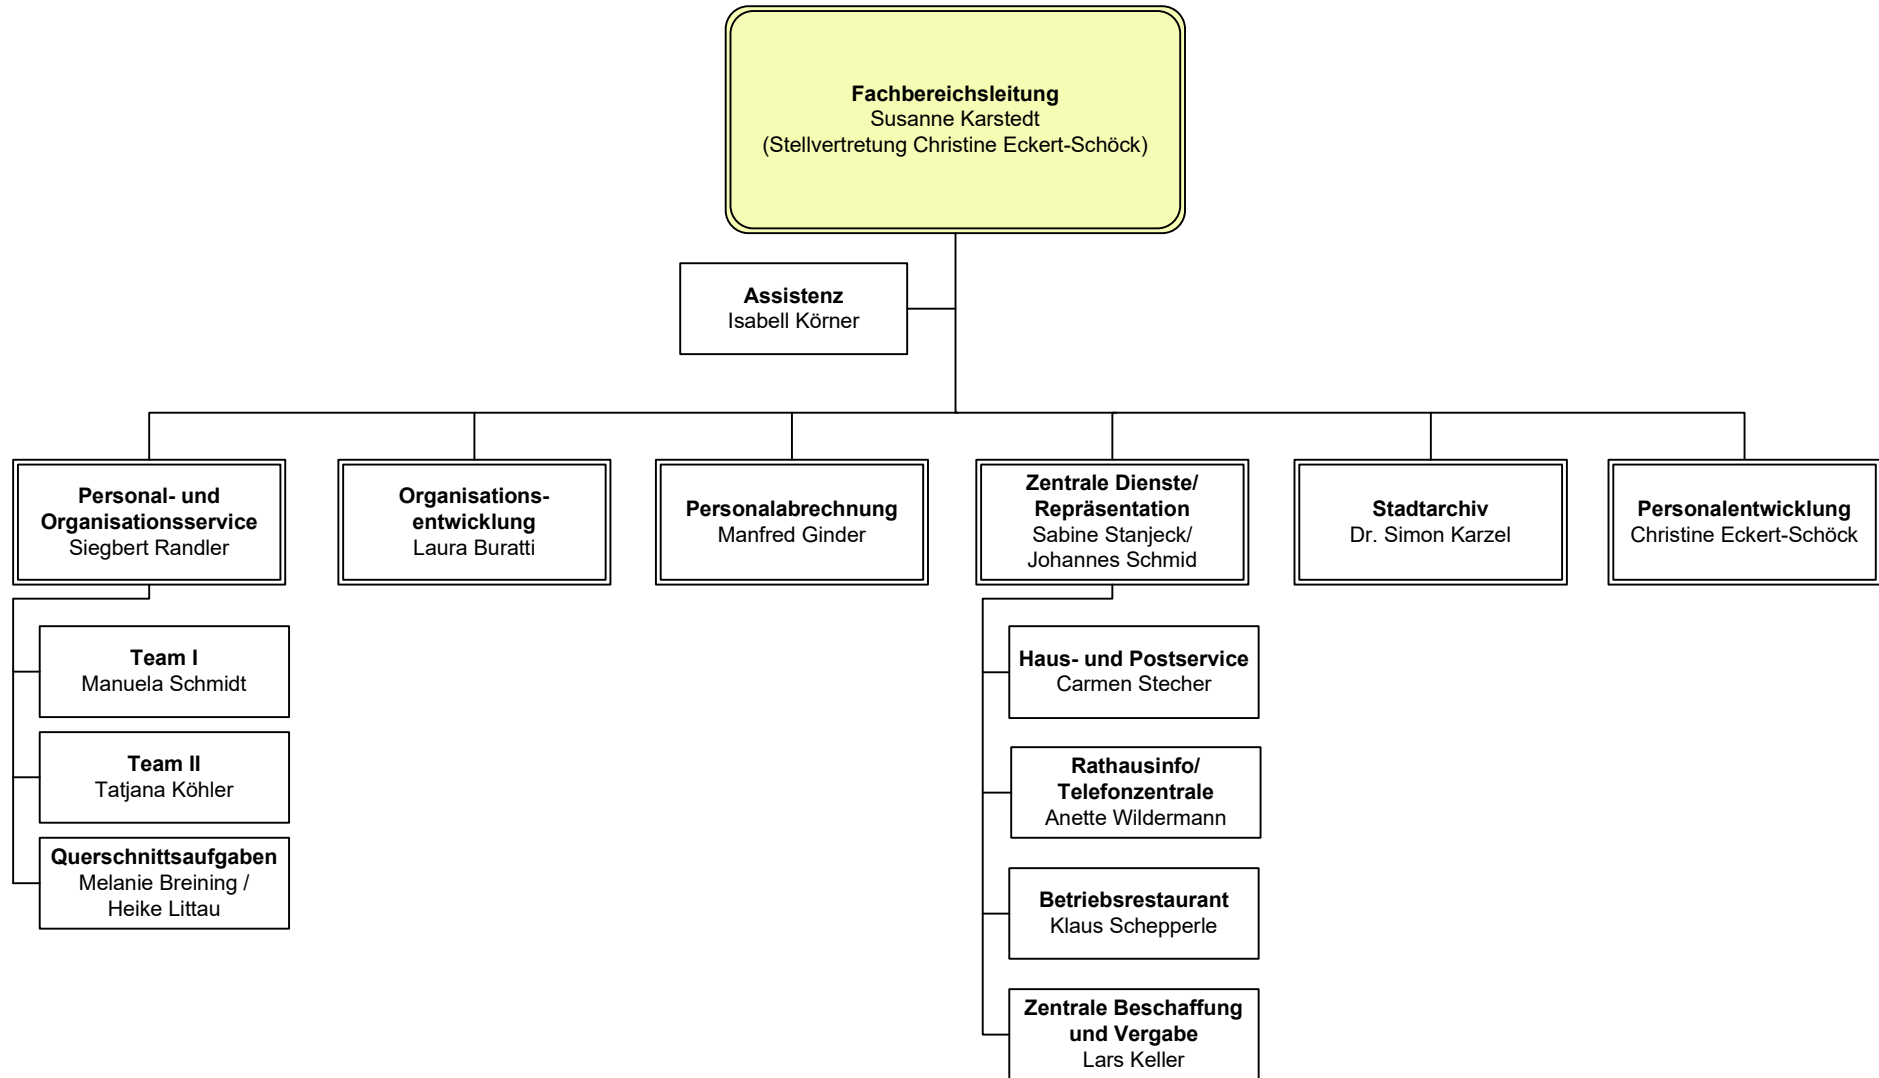 Fachbereichsleitung
Susanne Karstedt
(Stellvertretung Christine Eckert-Schöck)
Assistenz
Isabell Körner
Personal- und
Organisationsservice
Siegbert Randler
Organisations-
entwicklung
Laura Buratti
Personalabrechnung
Manfred Ginder
Zentrale Dienste/
Repräsentation
Sabine Stanjeck/
Johannes Schmid
Stadtarchiv
Dr. Simon Karzel
Personalentwicklung
Christine Eckert-Schöck
Team I
Manuela Schmidt
Team II
Tatjana Köhler
Querschnittsaufgaben
Melanie Breining /
Heike Littau
Haus- und Postservice
Carmen Stecher
Rathausinfo/
Telefonzentrale
Anette Wildermann
Betriebsrestaurant
Klaus Schepperle
Zentrale Beschaffung
und Vergabe
Lars Keller